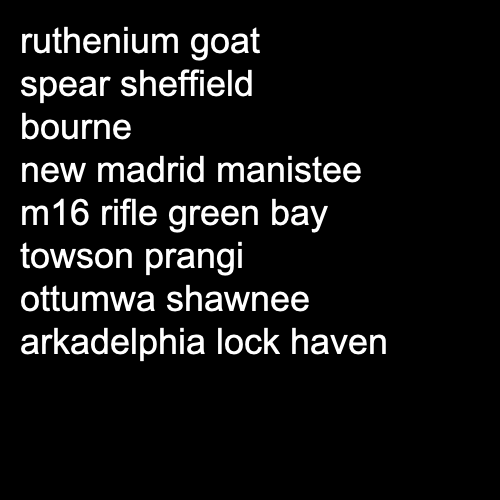 ruthenium goat
spear sheffield
bourne
new madrid manistee
m16 rifle green bay
towson prangi
ottumwa shawnee
arkadelphia lock haven